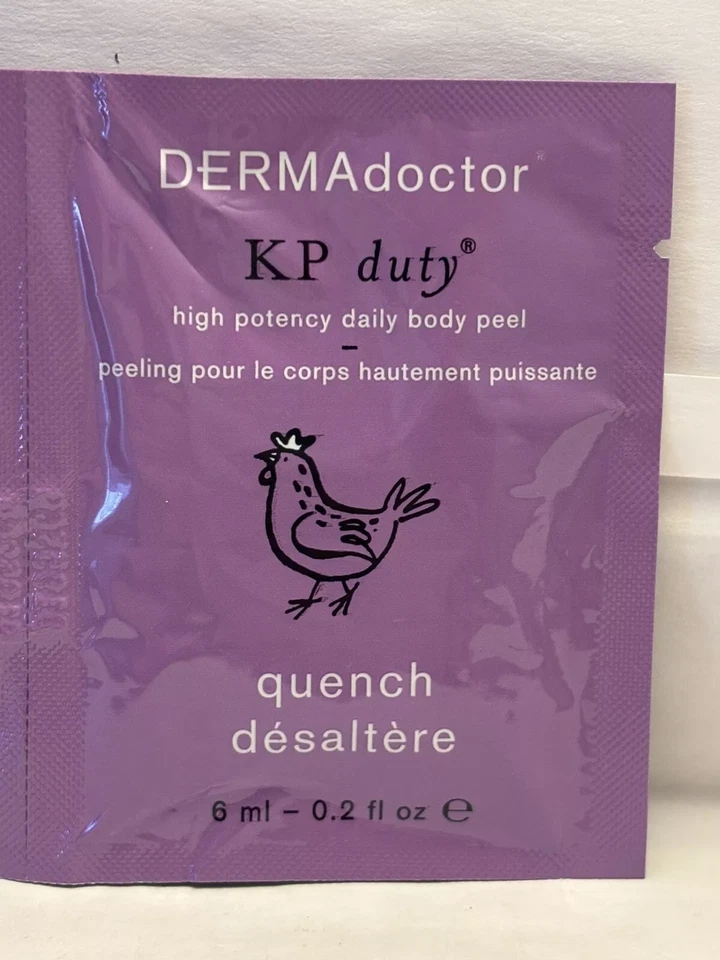 DERMAdoctor®
KP duty®
high potency daily body peel
–
peeling pour le corps hautement puissante
quench
désaltère
6 ml – 0.2 fl oz ℮